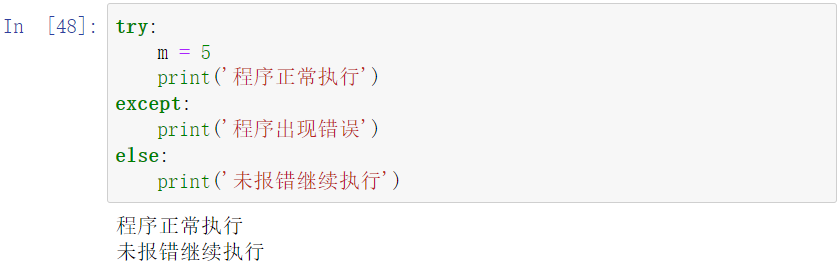 In [48]: try:
    m = 5
    print('程序正常执行')
except:
    print('程序出现错误')
else:
    print('未报错继续执行')
程序正常执行
未报错继续执行